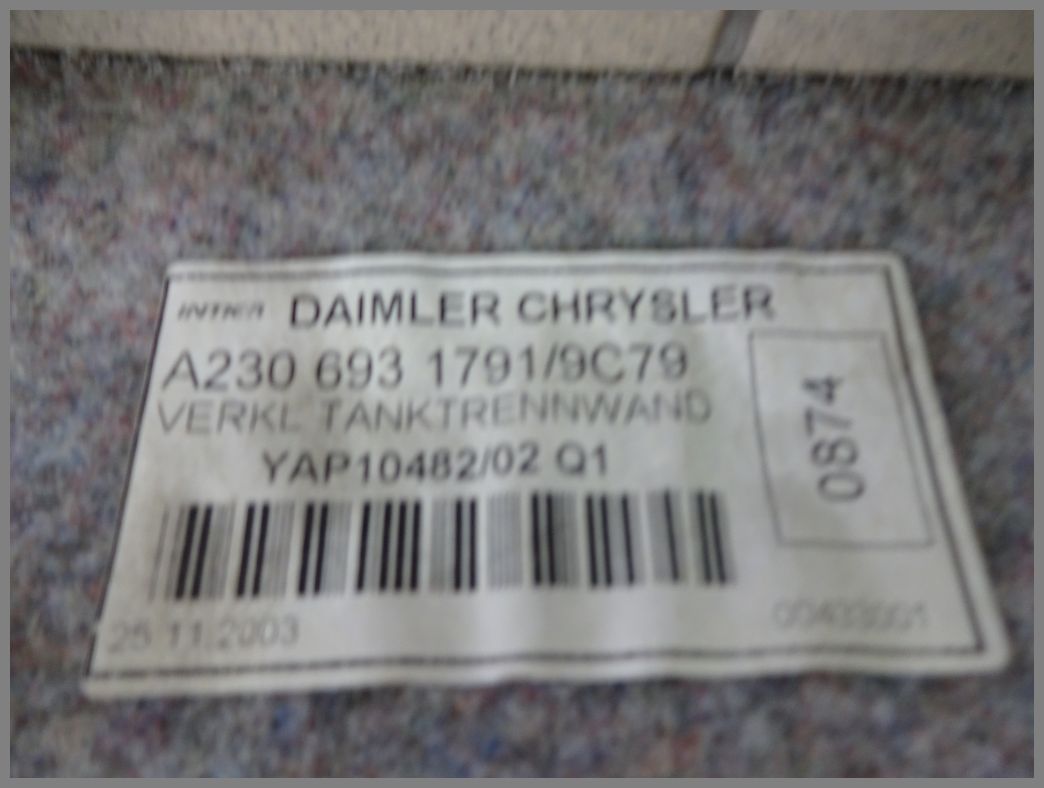 INTIER DAIMLER CHRYSLER
A230 693 1791/9C79
VERKL TANKTRENNWAND
YAP10482/02 Q1
0874
25 11.2003